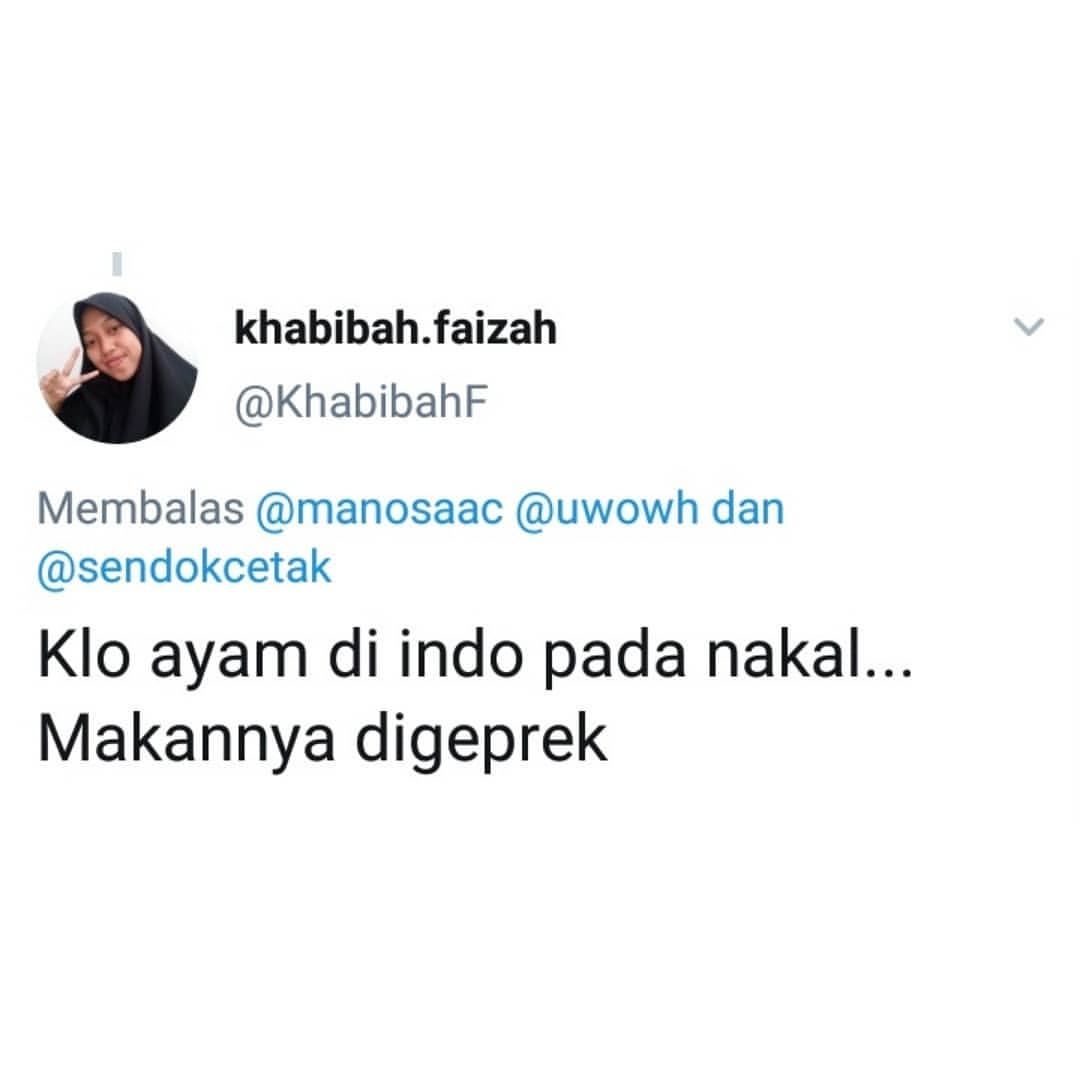 khabibah.faizah
@KhabibahF
Membalas @manosaac @uwowh dan
@sendokcetak
Klo ayam di indo pada nakal...
Makannya digeprek